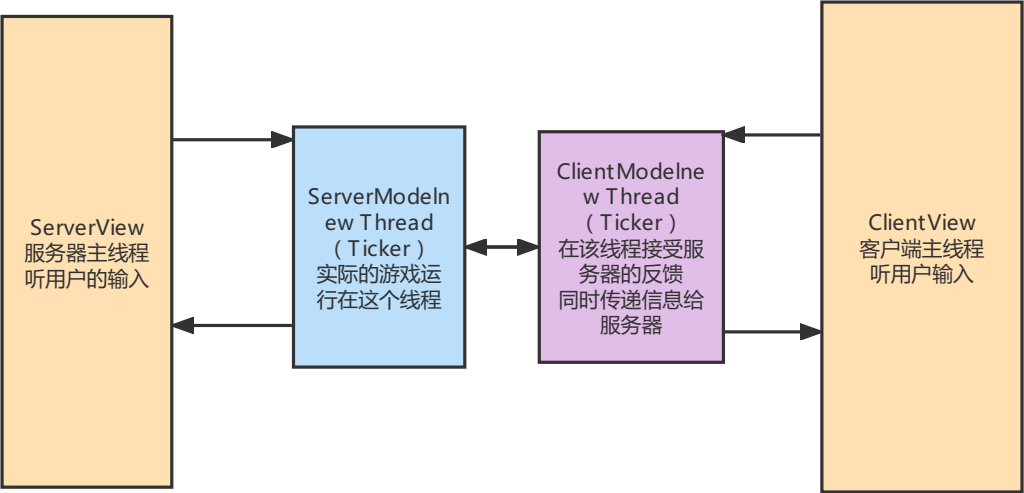 ServerView
服务器主线程
听用户的输入
ServerModeln
ew Thread
（Ticker）
实际的游戏运
行在这个线程
ClientModelne
w Thread
（Ticker）
在该线程接受服
务器的反馈
同时传递信息给
服务器
ClientView
客户端主线程
听用户输入